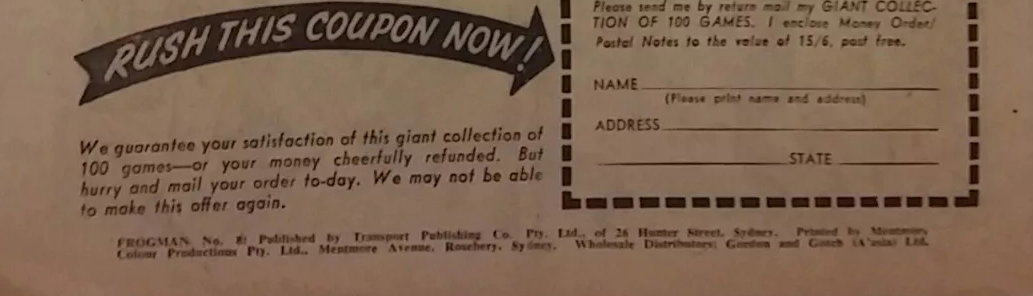 RUSH THIS COUPON NOW!
We guarantee your satisfaction of this giant collection of
100 games—or your money cheerfully refunded. But
hurry and mail your order to-day. We may not be able
to make this offer again.
Please send me by return mail my GIANT COLLEC-
TION OF 100 GAMES. I enclose Money Order/
Postal Notes to the value of 15/6, post free.
NAME
(Please print name and address)
ADDRESS
STATE
FROGMAN No. 8: Published by Transport Publishing Co. Pty. Ltd., of 26 Hunter Street, Sydney. Printed by Mentmore
Colour Productions Pty. Ltd., Mentmore Avenue, Rosebery, Sydney. Wholesale Distributors: Gordon and Gotch (A'asia) Ltd.